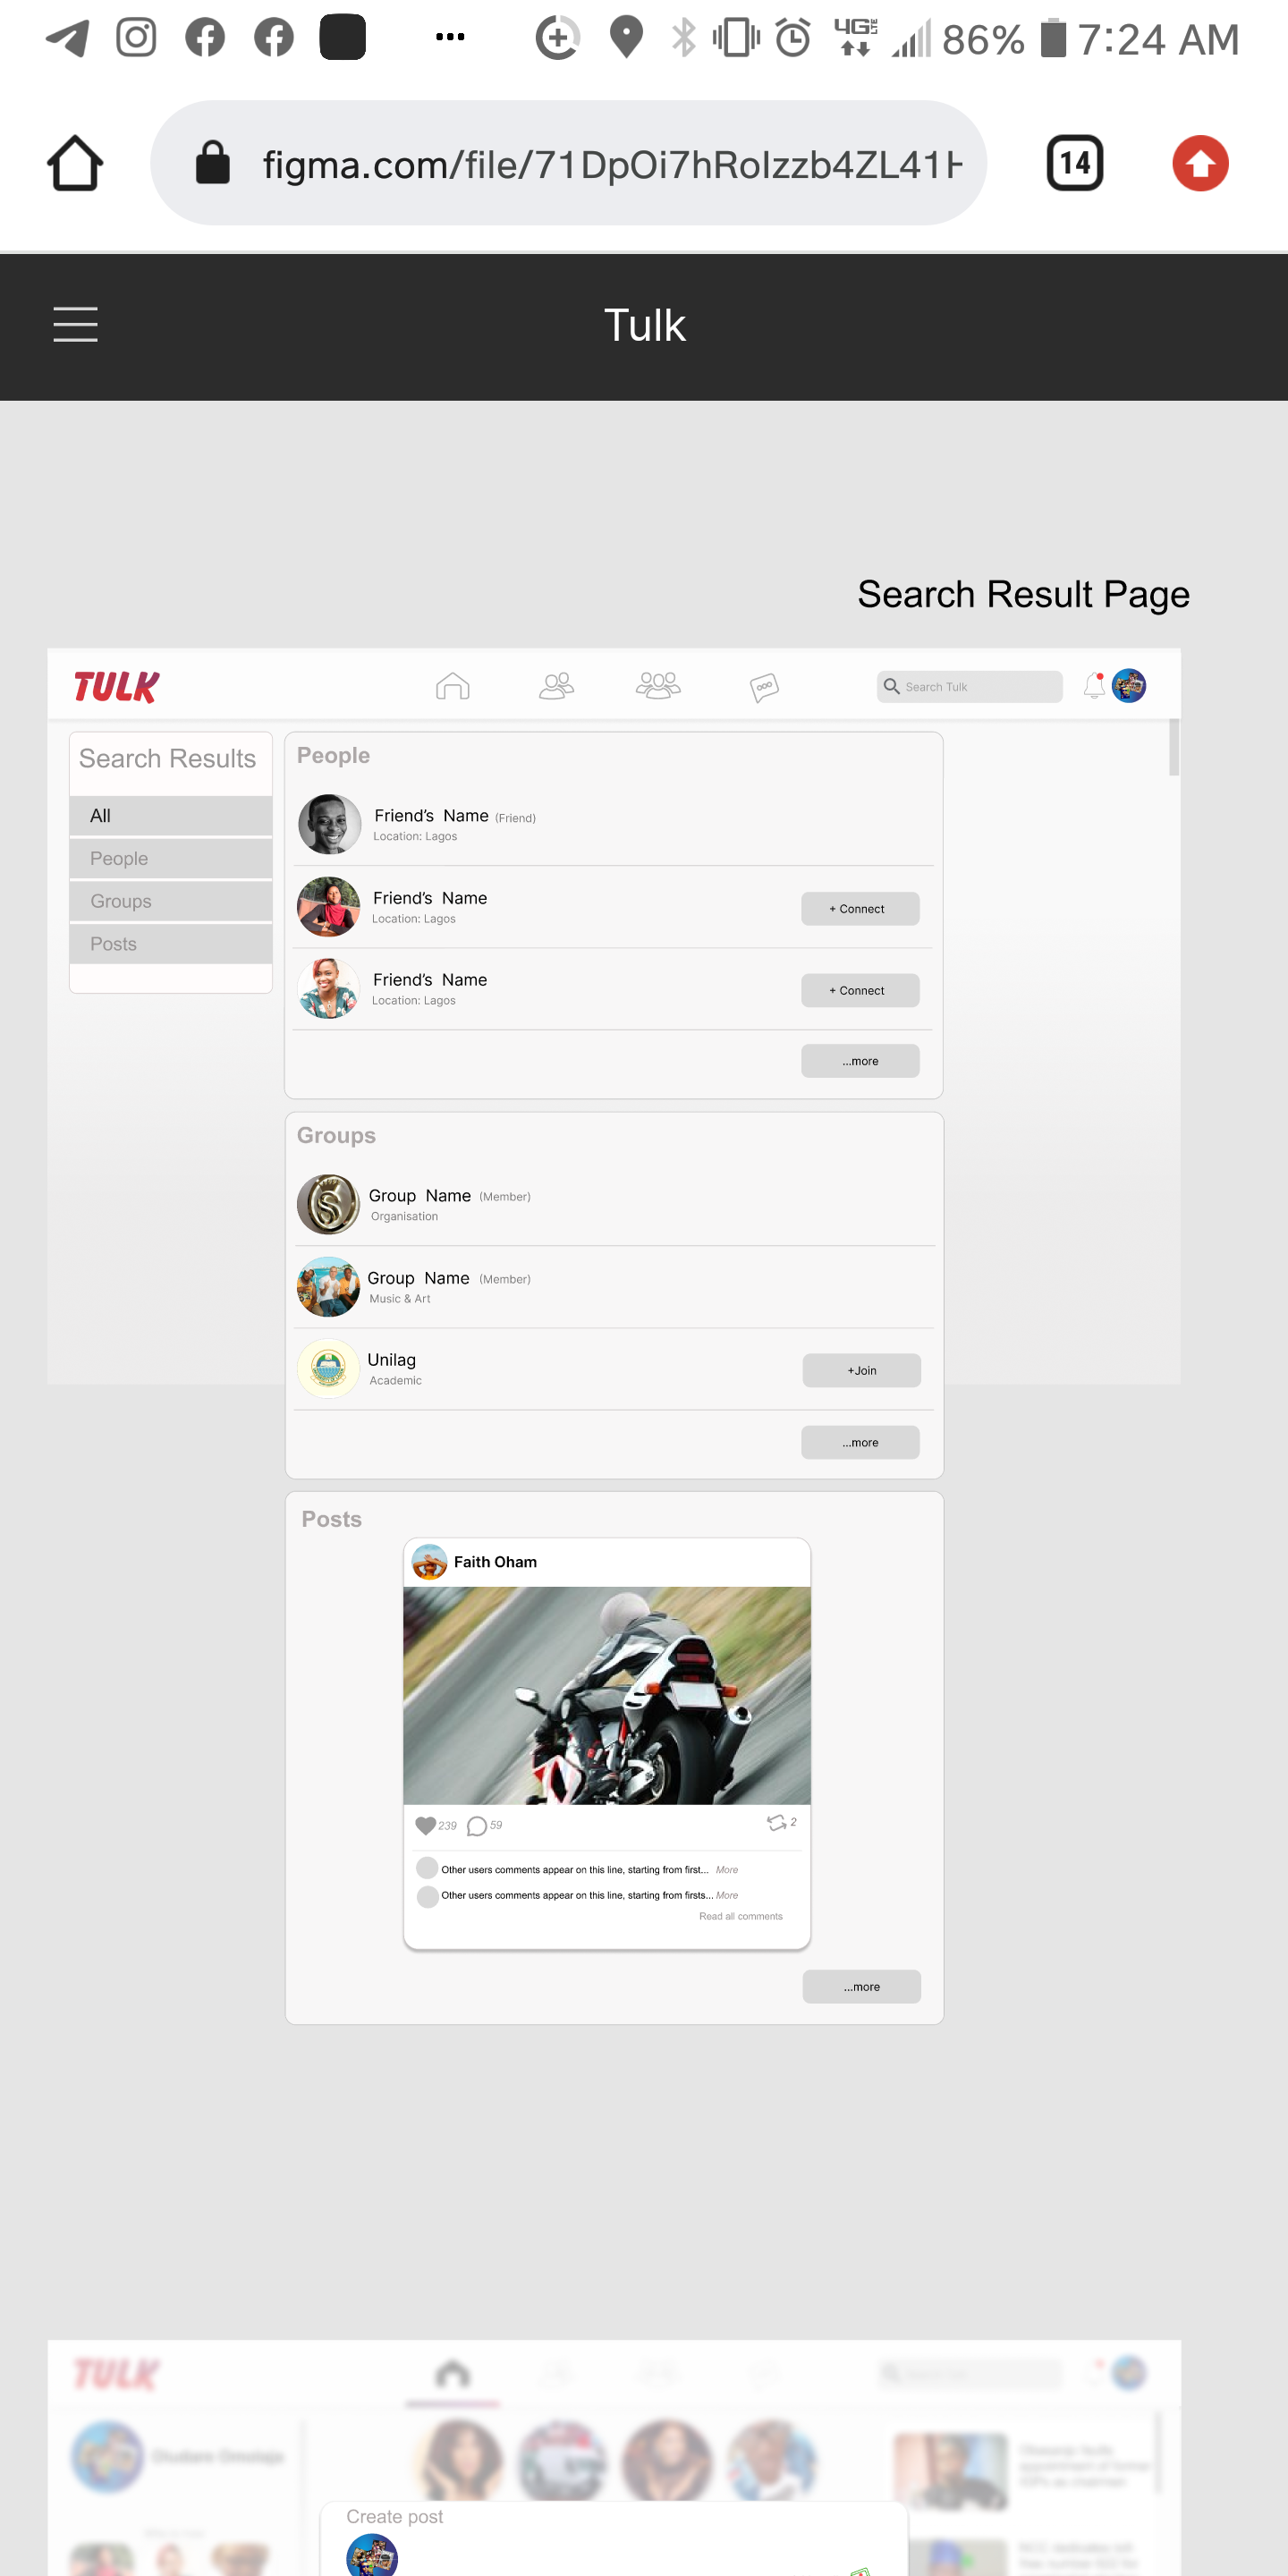 4G LTE 86% 7:24 AM
figma.com/file/71DpOi7hRoIzzb4ZL41H
14
Tulk
Search Result Page
TULK
Search Tulk
Search Results
All
People
Groups
Posts
People
Friend's Name (Friend)
Location: Lagos
Friend's Name
Location: Lagos
+ Connect
Friend's Name
Location: Lagos
+ Connect
...more
Groups
Group Name (Member)
Organisation
Group Name (Member)
Music & Art
Unilag
Academic
+Join
...more
Posts
Faith Oham
239 59 2
Other users comments appear on this line, starting from first... More
Other users comments appear on this line, starting from firsts... More
Read all comments
...more
TULK
Create post